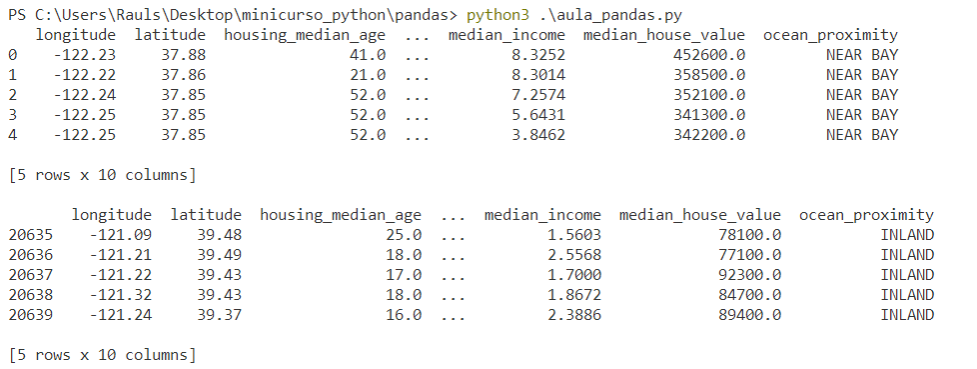 PS C:\Users\Rauls\Desktop\minicurso_python\pandas> python3 .\aula_pandas.py
   longitude  latitude  housing_median_age  ...  median_income  median_house_value  ocean_proximity
0    -122.23     37.88                41.0  ...         8.3252            452600.0         NEAR BAY
1    -122.22     37.86                21.0  ...         8.3014            358500.0         NEAR BAY
2    -122.24     37.85                52.0  ...         7.2574            352100.0         NEAR BAY
3    -122.25     37.85                52.0  ...         5.6431            341300.0         NEAR BAY
4    -122.25     37.85                52.0  ...         3.8462            342200.0         NEAR BAY
[5 rows x 10 columns]
       longitude  latitude  housing_median_age  ...  median_income  median_house_value  ocean_proximity
20635    -121.09     39.48                25.0  ...         1.5603             78100.0           INLAND
20636    -121.21     39.49                18.0  ...         2.5568             77100.0           INLAND
20637    -121.22     39.43                17.0  ...         1.7000             92300.0           INLAND
20638    -121.32     39.43                18.0  ...         1.8672             84700.0           INLAND
20639    -121.24     39.37                16.0  ...         2.3886             89400.0           INLAND
[5 rows x 10 columns]